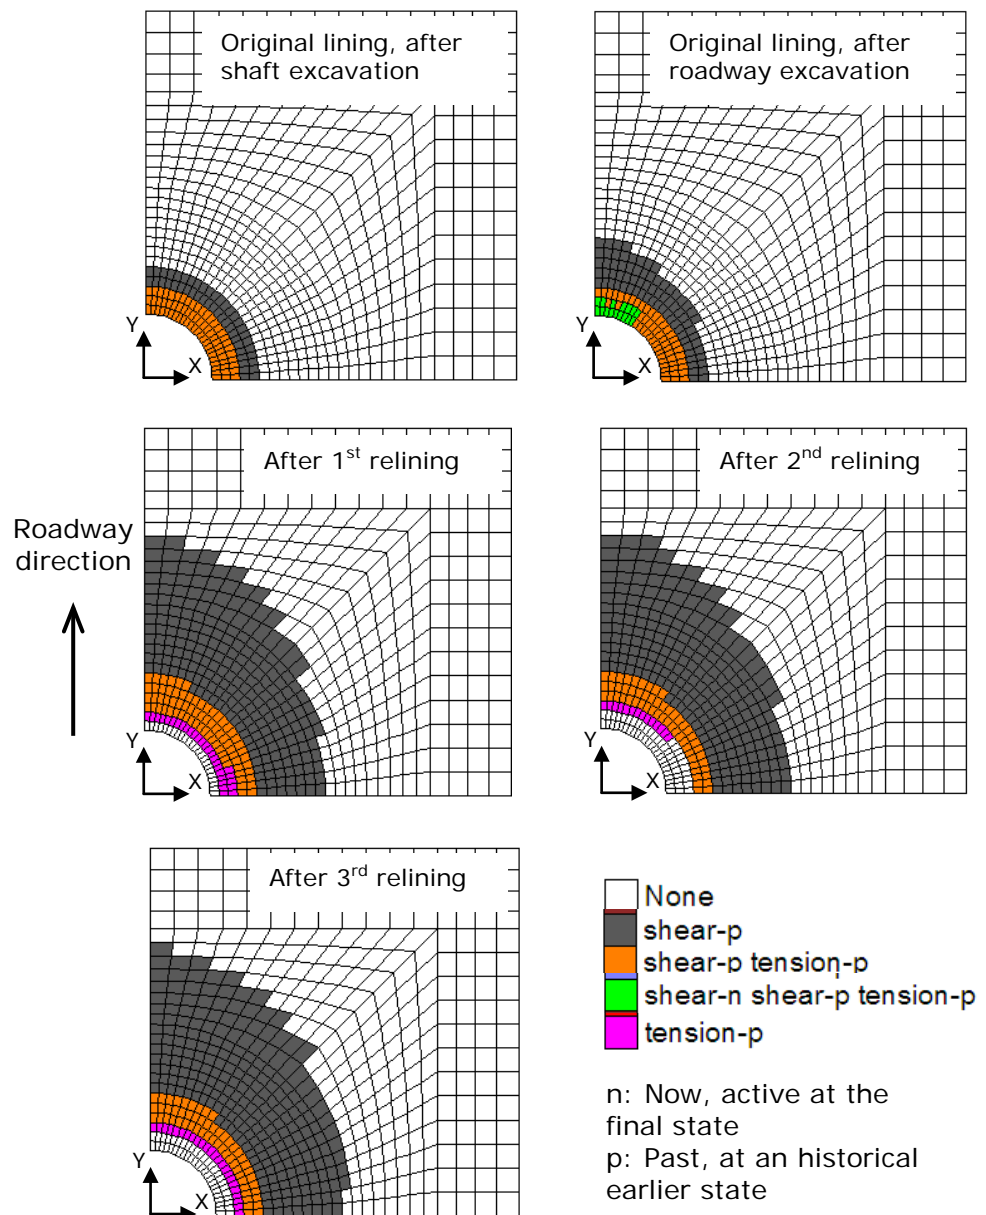 Original lining, after
shaft excavation
Original lining, after
roadway excavation
Y
X
Y
X
After 1st relining
After 2nd relining
Roadway
direction
Y
X
Y
X
After 3rd relining
None
shear-p
shear-p tension-p
shear-n shear-p tension-p
tension-p
n: Now, active at the
final state
p: Past, at an historical
earlier state
Y
X